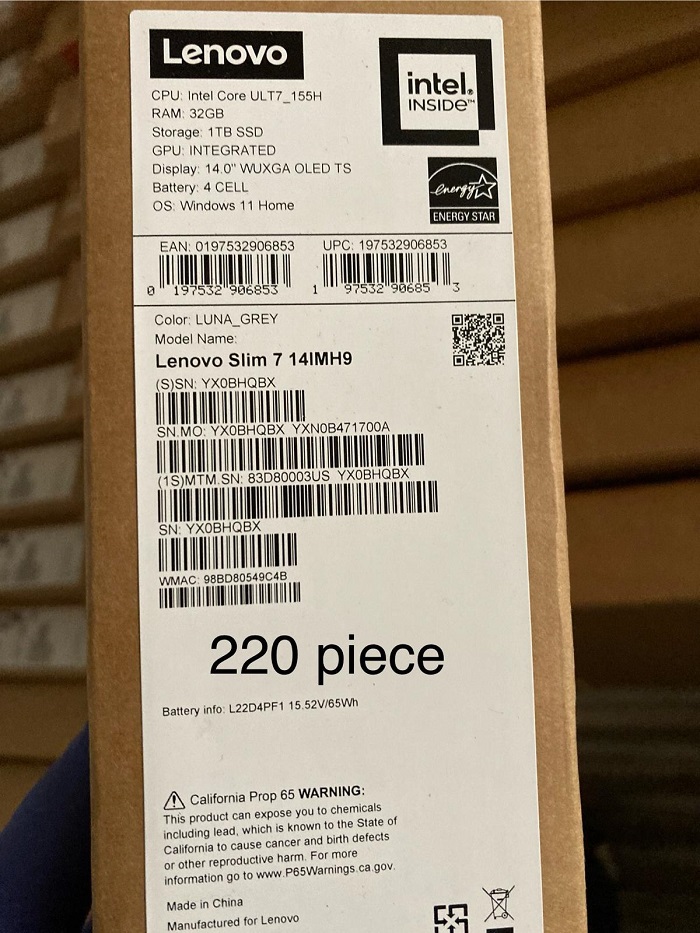 Lenovo
intel.
INSIDE™
CPU: Intel Core ULT7_155H
RAM: 32GB
Storage: 1TB SSD
GPU: INTEGRATED
Display: 14.0" WUXGA OLED TS
Battery: 4 CELL
OS: Windows 11 Home
energy
ENERGY STAR
EAN: 0197532906853 UPC: 197532906853
0 197532 906853 1 97532 90685 3
Color: LUNA_GREY
Model Name:
Lenovo Slim 7 14IMH9
(S)SN: YX0BHQBX
SN.MO: YX0BHQBX YXN0B471700A
(1S)MTM.SN: 83D80003US YX0BHQBX
SN: YX0BHQBX
WMAC: 98BD80549C4B
220 piece
Battery info: L22D4PF1 15.52V/65Wh
California Prop 65 WARNING:
This product can expose you to chemicals
including lead, which is known to the State of
California to cause cancer and birth defects
or other reproductive harm. For more
information go to www.P65Warnings.ca.gov.
Made in China
Manufactured for Lenovo